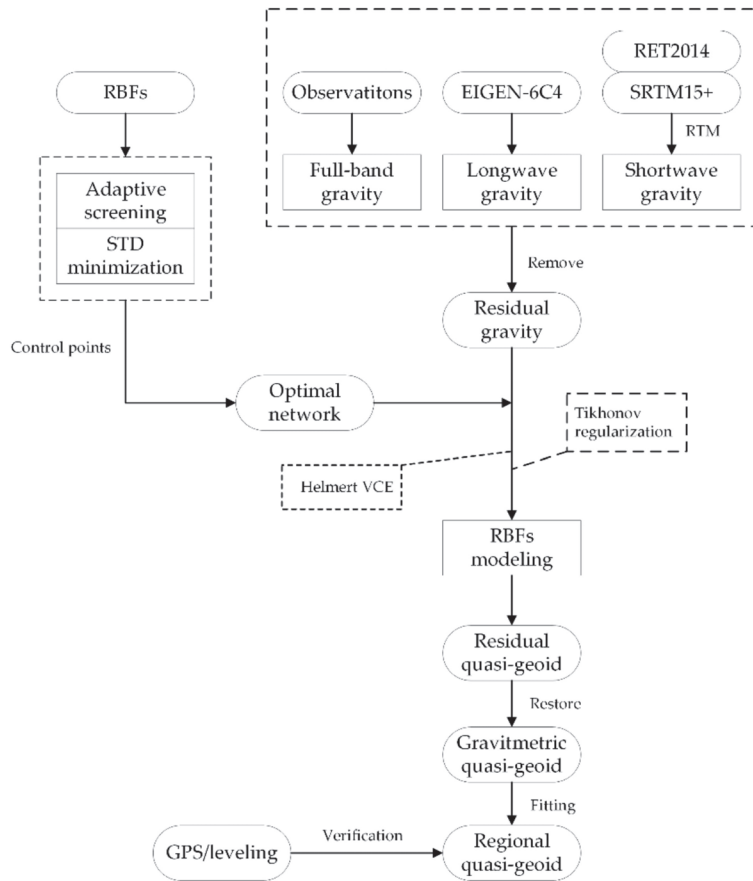 RET2014
RBFs
Observatitons
EIGEN-6C4
SRTM15+
RTM
Adaptive
screening
STD
minimization
Full-band
gravity
Longwave
gravity
Shortwave
gravity
Remove
Residual
gravity
Control points
Optimal
network
Tikhonov
regularization
Helmert VCE
RBFs
modeling
Residual
quasi-geoid
Restore
Gravitmetric
quasi-geoid
Fitting
GPS/leveling
Verification
Regional
quasi-geoid